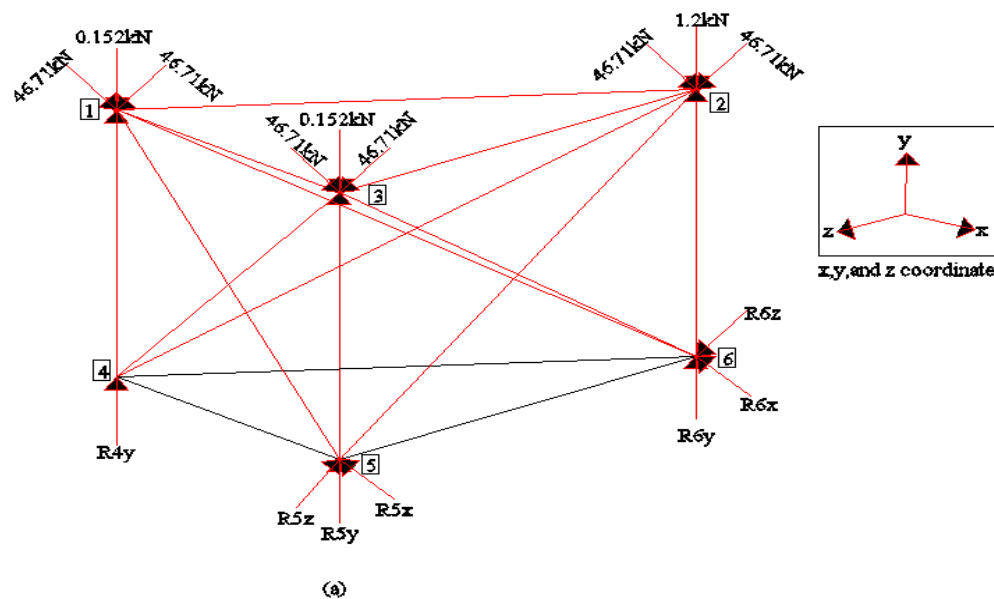 0.152kN
46.71kN
46.71kN
1
1.2kN
46.71kN
46.71kN
2
0.152kN
46.71kN
46.71kN
3
y
z
x
x,y,and z coordinate
4
R4y
5
R5z
R5y
R5x
R6z
6
R6x
R6y
(a)